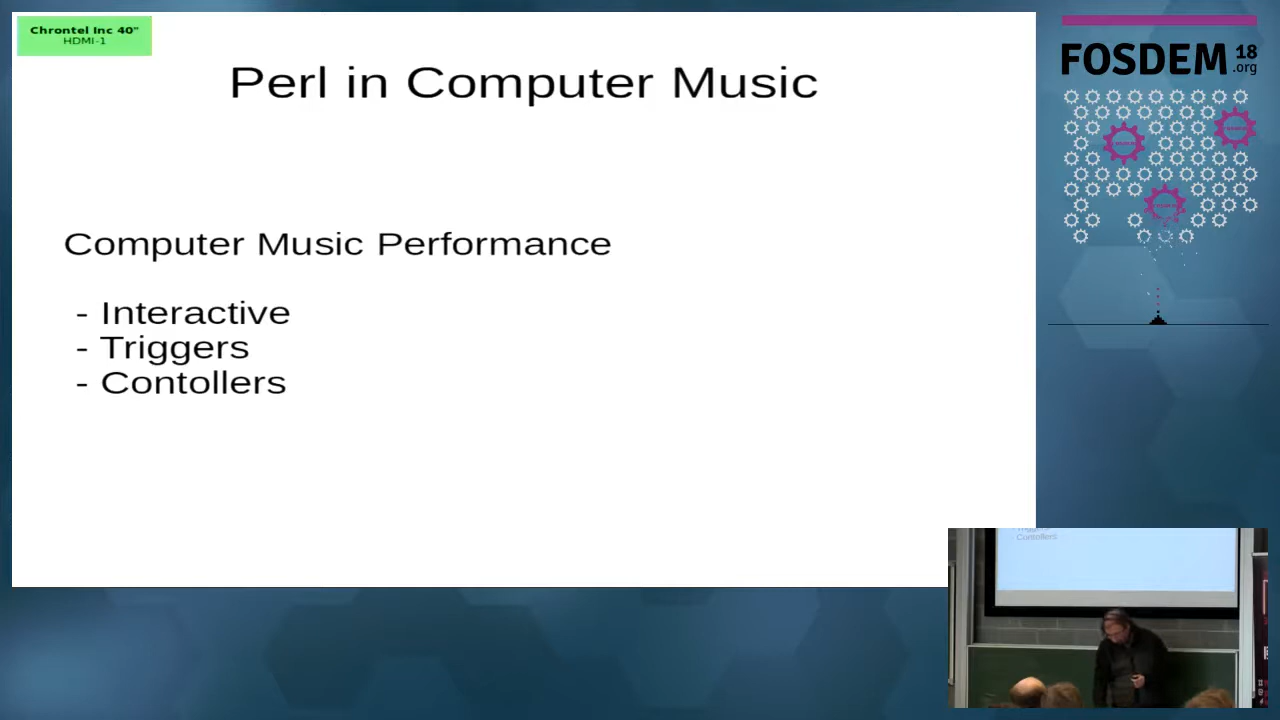 Chrontel Inc 40"
HDMI-1
Perl in Computer Music
Computer Music Performance
- Interactive
- Triggers
- Contollers
FOSDEM 18
.org
Contollers